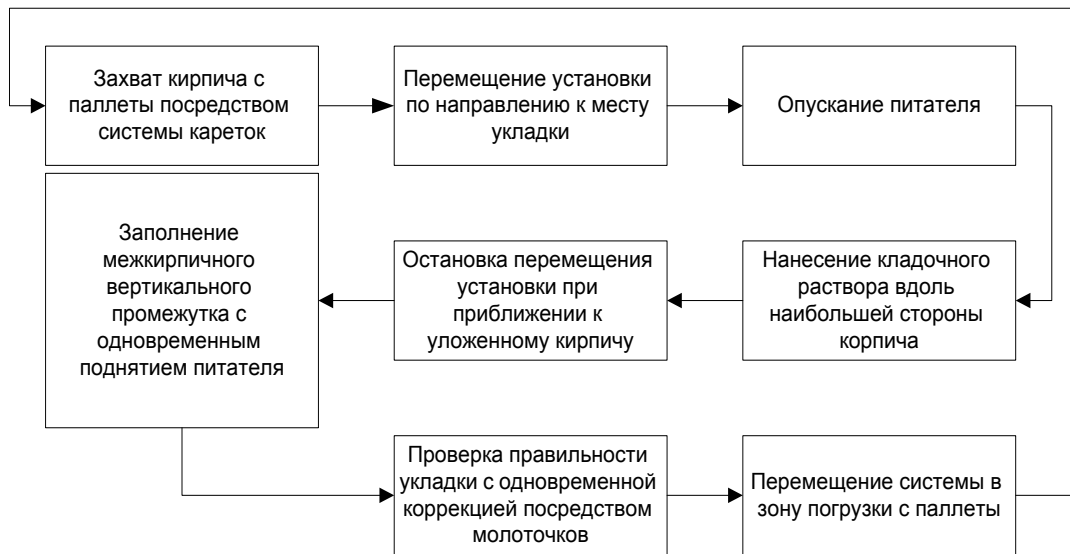 Захват кирпича с
паллеты посредством
системы кареток
Перемещение установки
по направлению к месту
укладки
Опускание питателя
Нанесение кладочного
раствора вдоль
наибольшей стороны
корпича
Остановка перемещения
установки при
приближении к
уложенному кирпичу
Заполнение
межкирпичного
вертикального
промежутка с
одновременным
поднятием питателя
Проверка правильности
укладки с одновременной
коррекцией посредством
молоточков
Перемещение системы в
зону погрузки с паллеты